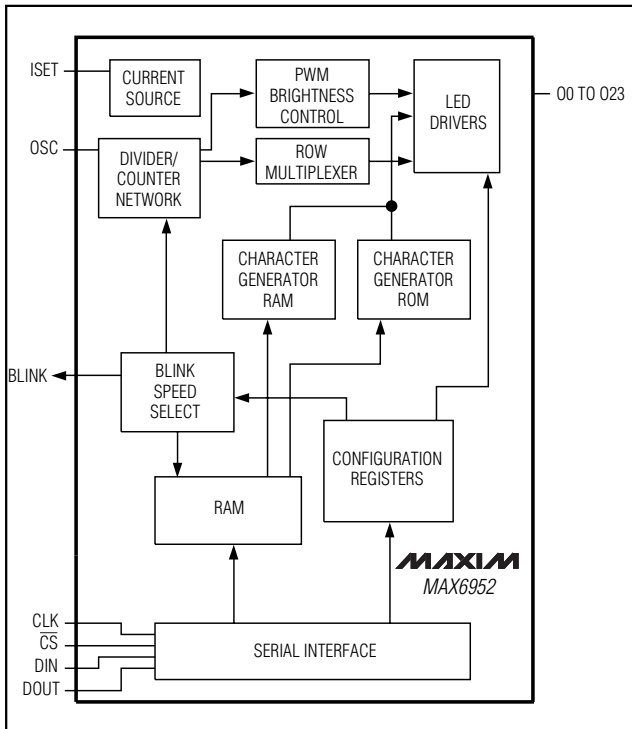 ISET
CURRENT
SOURCE
PWM
BRIGHTNESS
CONTROL
LED
DRIVERS
O0 TO O23
OSC
DIVIDER/
COUNTER
NETWORK
ROW
MULTIPLEXER
CHARACTER
GENERATOR
RAM
CHARACTER
GENERATOR
ROM
BLINK
BLINK
SPEED
SELECT
CONFIGURATION
REGISTERS
RAM
MAXIM
MAX6952
CLK
CS
DIN
DOUT
SERIAL INTERFACE